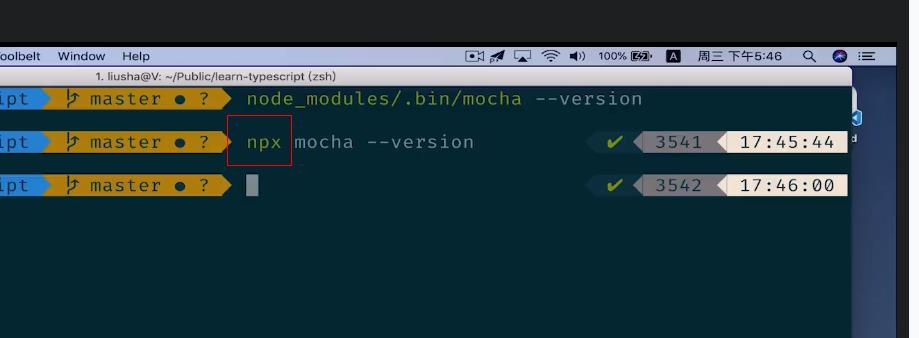 oolbelt Window Help 100% A 周三 下午5:46
1. liusha@V: ~/Public/learn-typescript (zsh)
ipt master ● ? node_modules/.bin/mocha --version
ipt master ● ? npx mocha --version ✔ 3541 17:45:44
ipt master ● ? ✔ 3542 17:46:00
d